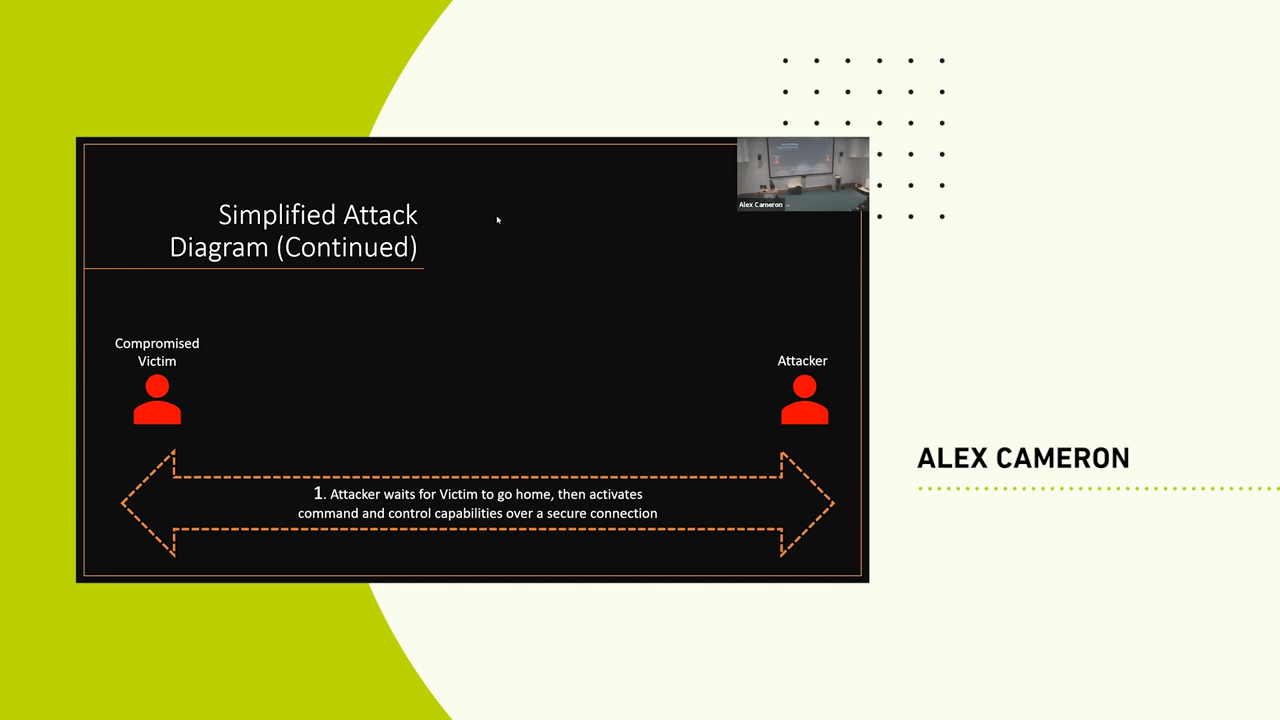 Simplified Attack
Diagram (Continued)
Alex Cameron
Compromised
Victim
Attacker
1. Attacker waits for Victim to go home, then activates
command and control capabilities over a secure connection
ALEX CAMERON